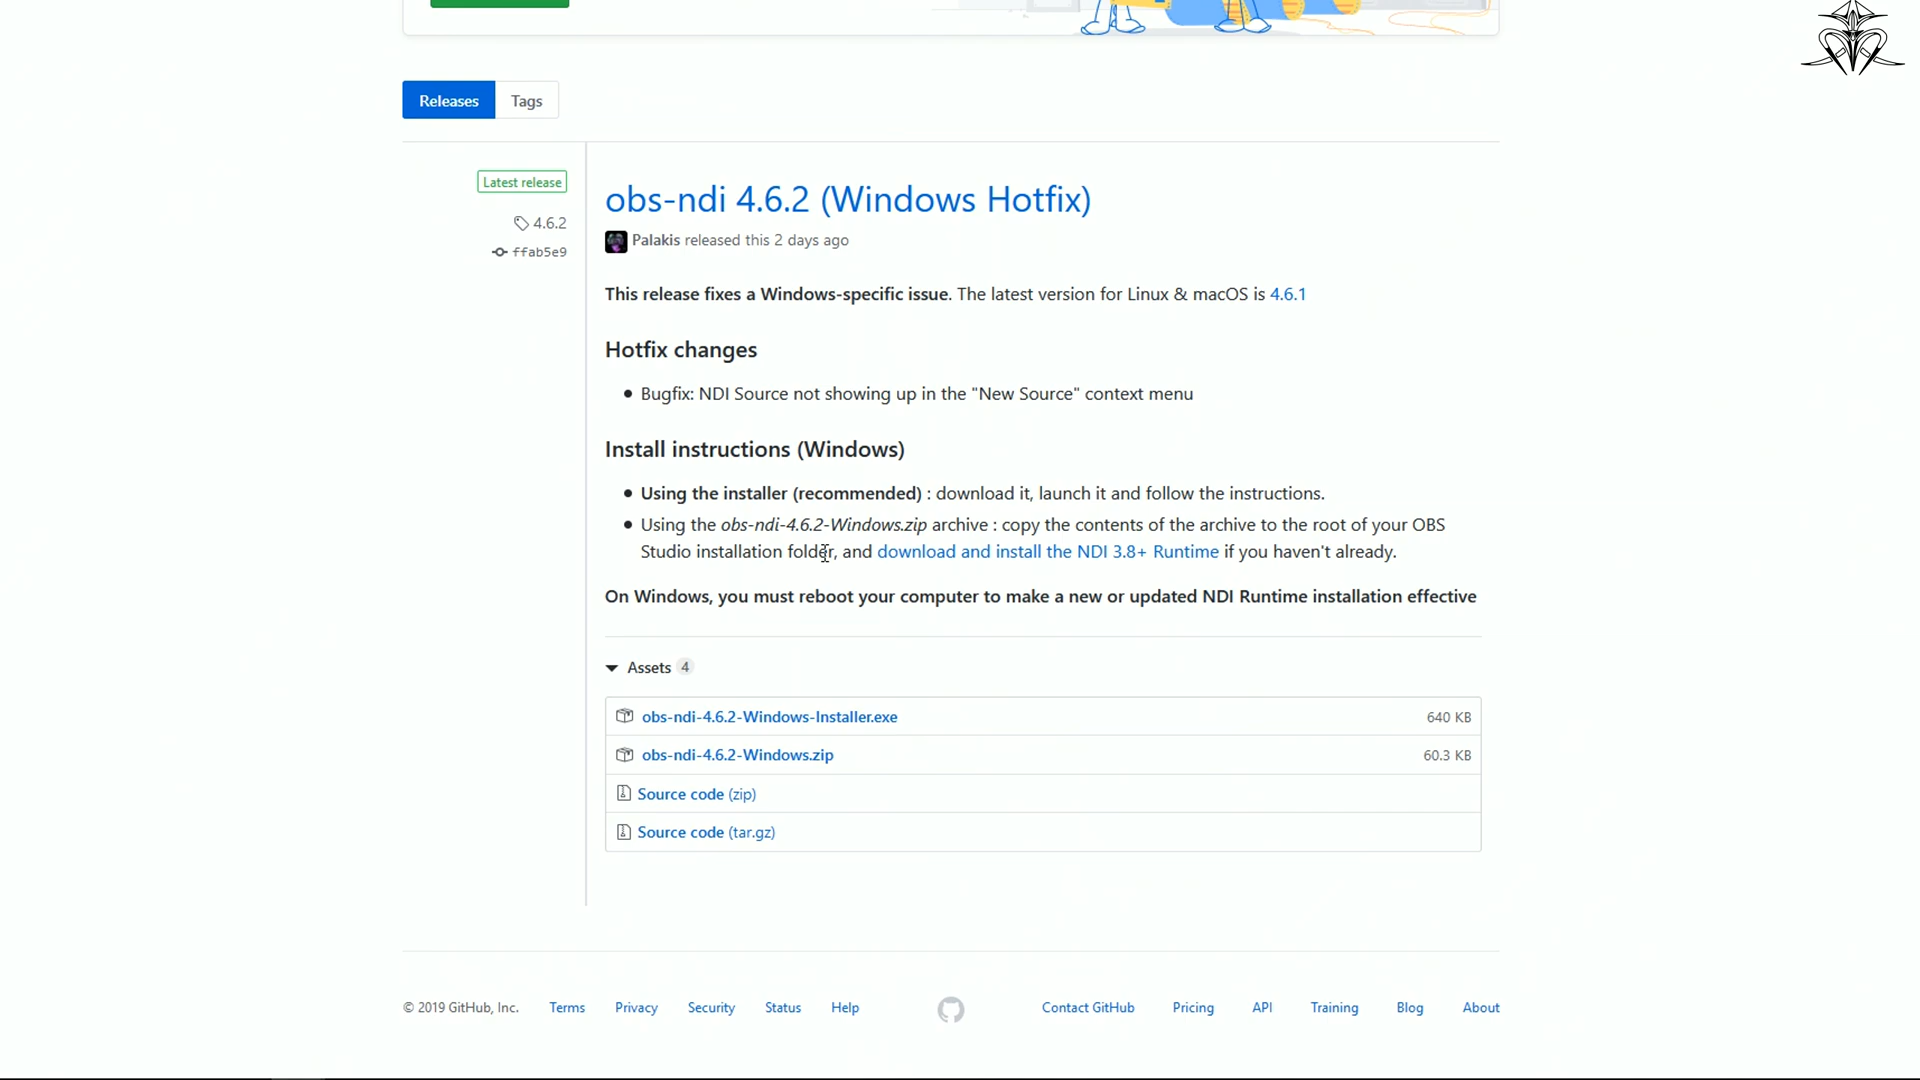 Releases
Tags
Latest release
4.6.2
ffab5e9
obs-ndi 4.6.2 (Windows Hotfix)
Palakis released this 2 days ago
This release fixes a Windows-specific issue. The latest version for Linux & macOS is 4.6.1
Hotfix changes
Bugfix: NDI Source not showing up in the "New Source" context menu
Install instructions (Windows)
Using the installer (recommended) : download it, launch it and follow the instructions.
Using the obs-ndi-4.6.2-Windows.zip archive : copy the contents of the archive to the root of your OBS
Studio installation folder, and download and install the NDI 3.8+ Runtime if you haven't already.
On Windows, you must reboot your computer to make a new or updated NDI Runtime installation effective
Assets 4
obs-ndi-4.6.2-Windows-Installer.exe 640 KB
obs-ndi-4.6.2-Windows.zip 60.3 KB
Source code (zip)
Source code (tar.gz)
© 2019 GitHub, Inc. Terms Privacy Security Status Help Contact GitHub Pricing API Training Blog About